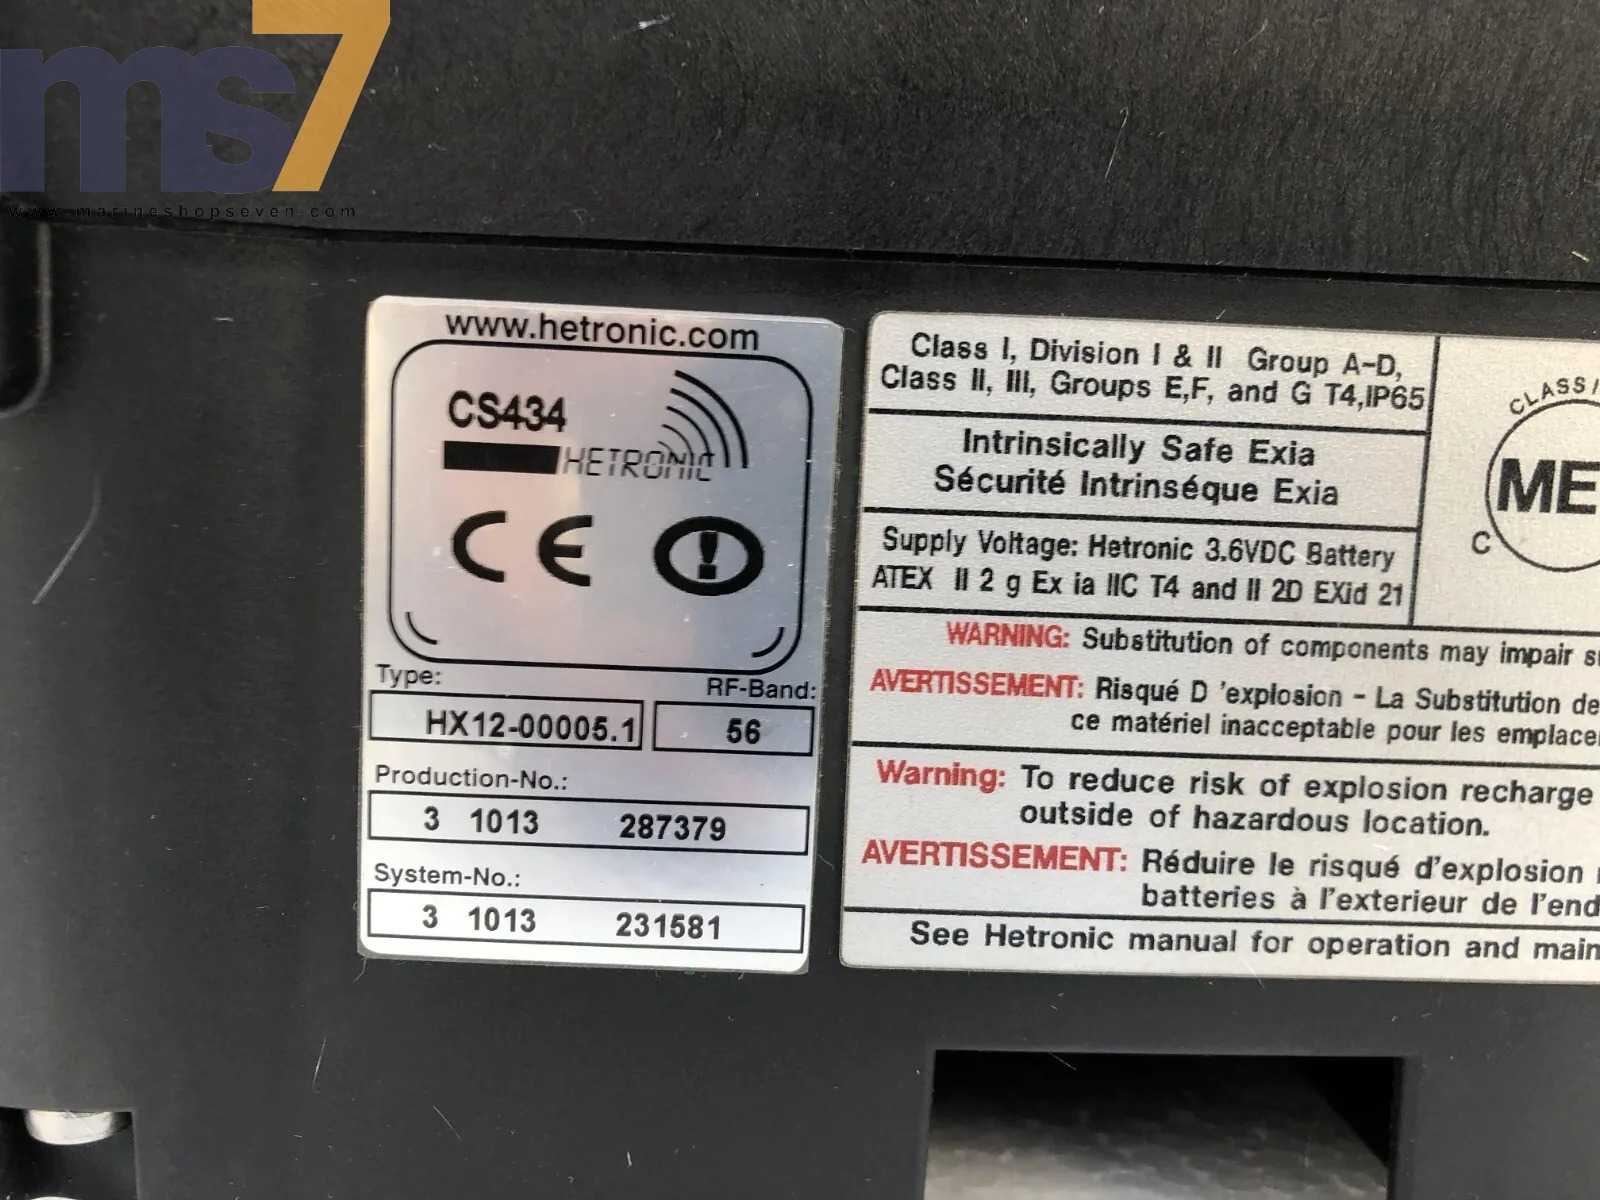 ms7
www.marineshopseven.com
www.hetronic.com
CS434
HETRONIC
CE
Type:
RF-Band:
HX12-00005.1
56
Production-No.:
3 1013 287379
System-No.:
3 1013 231581
Class I, Division I & II Group A-D,
Class II, III, Groups E,F, and G T4,IP65
Intrinsically Safe Exia
Sécurité Intrinséque Exia
Supply Voltage: Hetronic 3.6VDC Battery
ATEX II 2 g Ex ia IIC T4 and II 2D EXid 21
C
WARNING: Substitution of components may impair
AVERTISSEMENT: Risqué D 'explosion - La Substitution de
ce matériel inacceptable pour les
Warning: To reduce risk of explosion recharge
outside of hazardous location.
AVERTISSEMENT: Réduire le risqué d'explosion
batteries à l'exterieur de
See Hetronic manual for operation and